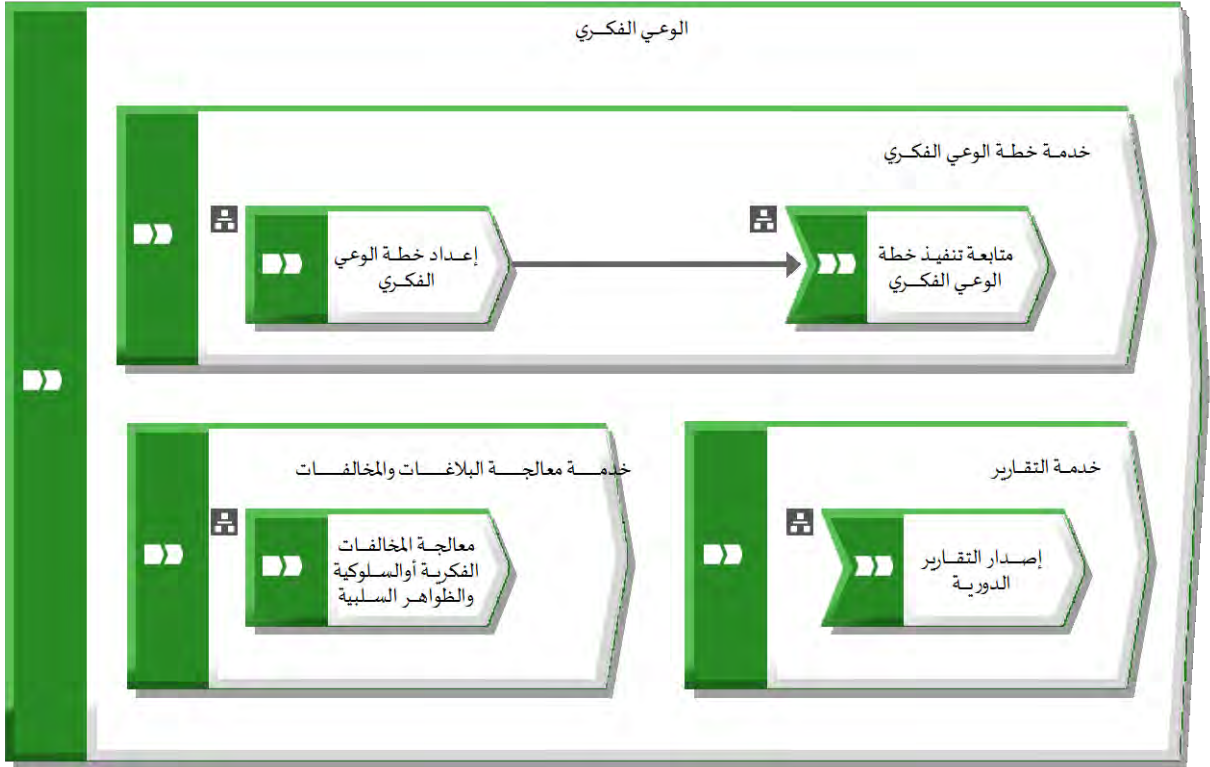 الوعي الفكري
خدمة خطة الوعي الفكري
إعداد خطة الوعي
الفكري
متابعة تنفيذ خطة
الوعي الفكري
خدمة معالجة البلاغات والمخالفات
معالجة المخالفات
الفكرية أوالسلوكية
والظواهر السلبية
خدمة التقارير
إصدار التقارير
الدورية